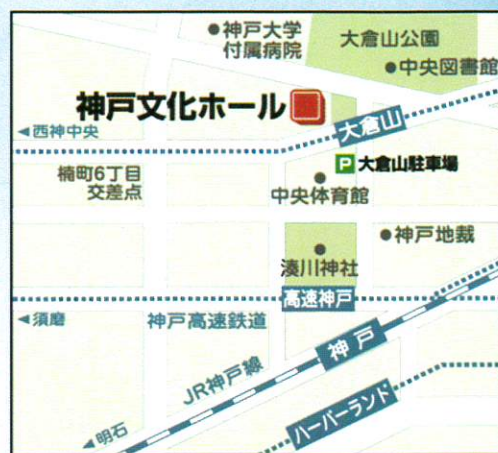 神戸大学
付属病院
大倉山公園
中央図書館
神戸文化ホール
大倉山
西神中央
P 大倉山駐車場
楠町6丁目
交差点
中央体育館
神戸地裁
湊川神社
高速神戸
須磨
神戸高速鉄道
神戸
JR神戸線
ハーバーランド
明石